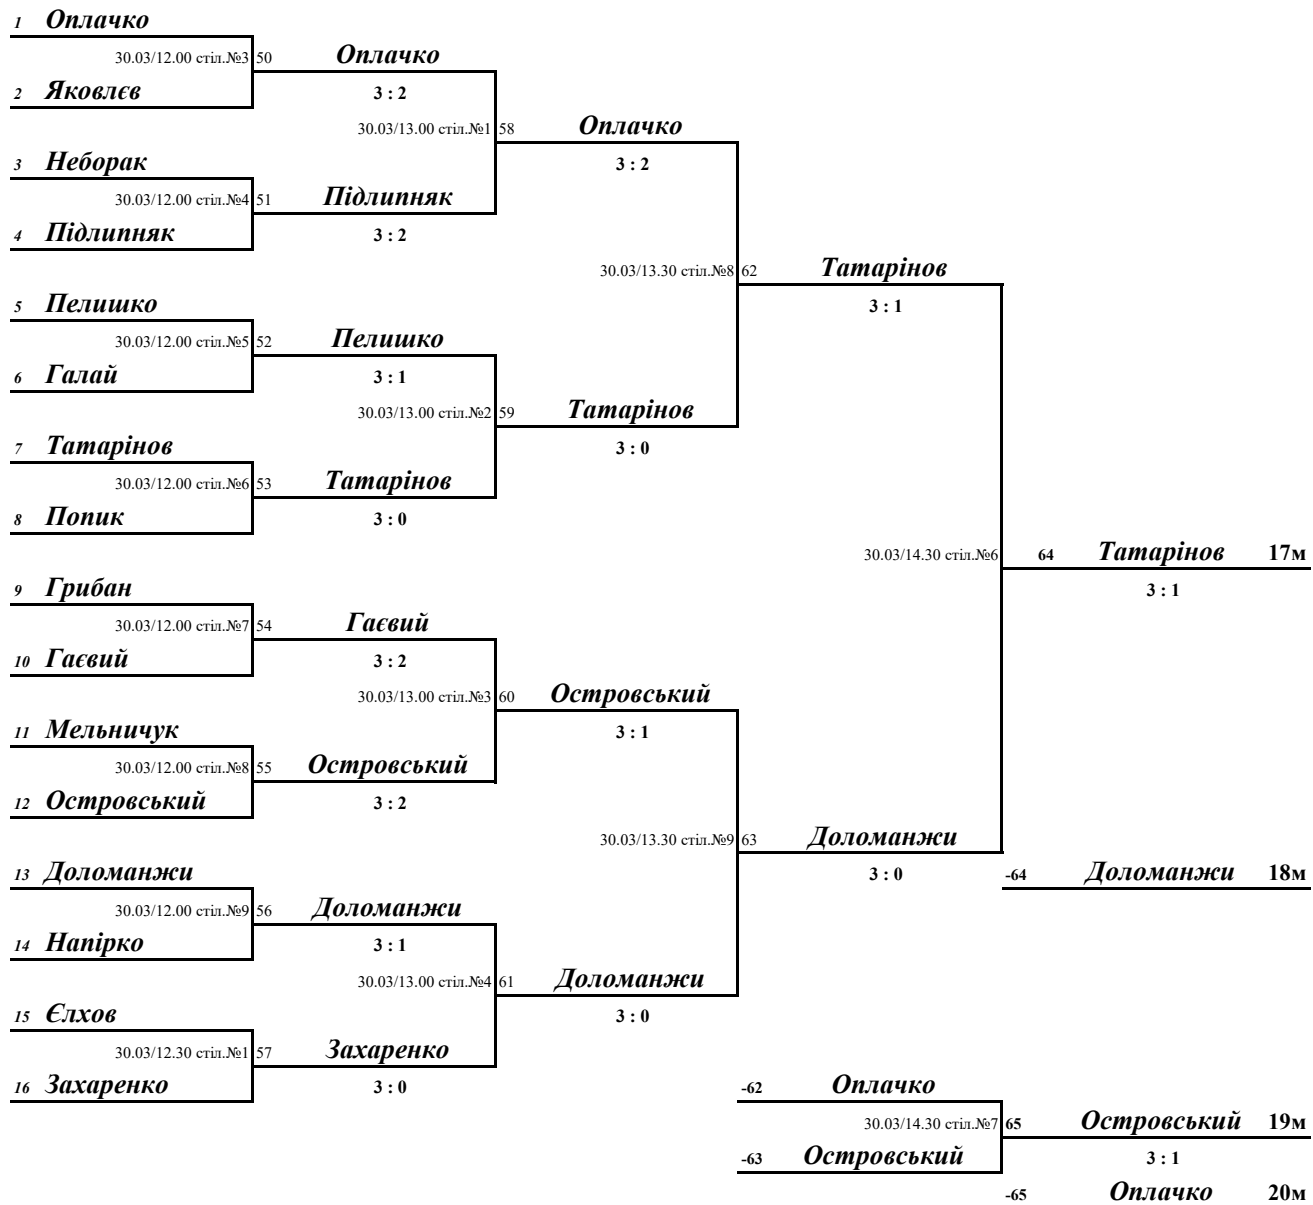 1 Оплачко
30.03/12.00 стіл.№3 50 Оплачко
2 Яковлєв 3 : 2
30.03/13.00 стіл.№1 58 Оплачко
3 Неборак 3 : 2
30.03/12.00 стіл.№4 51 Підлипняк
4 Підлипняк 3 : 2
30.03/13.30 стіл.№8 62 Татарінов
5 Пелишко 3 : 1
30.03/12.00 стіл.№5 52 Пелишко
6 Галай 3 : 1
30.03/13.00 стіл.№2 59 Татарінов
7 Татарінов 3 : 0
30.03/12.00 стіл.№6 53 Татарінов
8 Попик 3 : 0
30.03/14.30 стіл.№6 64 Татарінов 17м
9 Грибан 3 : 1
30.03/12.00 стіл.№7 54 Гаєвий
10 Гаєвий 3 : 2
30.03/13.00 стіл.№3 60 Островський
11 Мельничук 3 : 1
30.03/12.00 стіл.№8 55 Островський
12 Островський 3 : 2
30.03/13.30 стіл.№9 63 Доломанжи
13 Доломанжи 3 : 0 -64 Доломанжи 18м
30.03/12.00 стіл.№9 56 Доломанжи
14 Напірко 3 : 1
30.03/13.00 стіл.№4 61 Доломанжи
15 Єлхов 3 : 0
30.03/12.30 стіл.№1 57 Захаренко
16 Захаренко 3 : 0 -62 Оплачко
30.03/14.30 стіл.№7 65 Островський 19м
-63 Островський 3 : 1
-65 Оплачко 20м